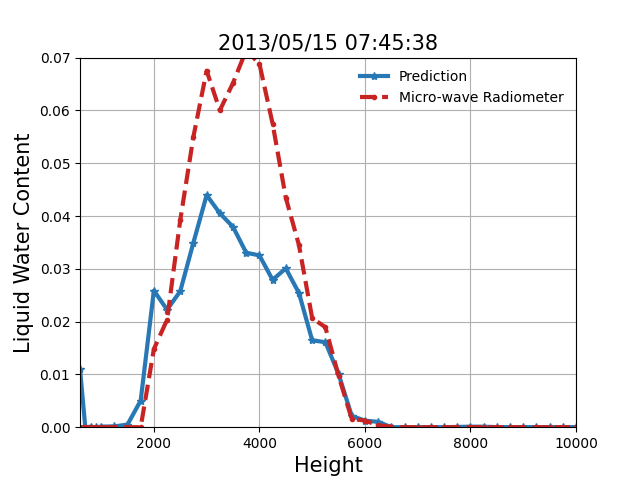 2013/05/15 07:45:38
Prediction
Micro-wave Radiometer
Liquid Water Content
0.07
0.06
0.05
0.04
0.03
0.02
0.01
0.00
2000 4000 6000 8000 10000
Height